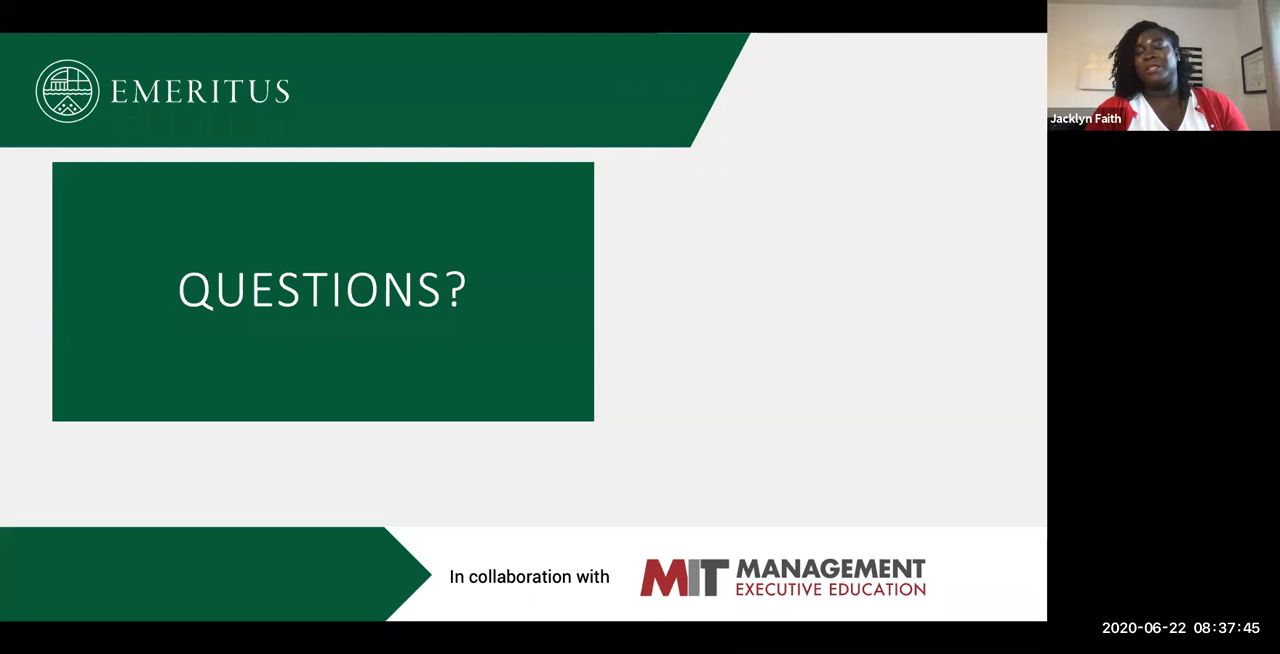 EMERITUS
Jacklyn Faith
QUESTIONS?
In collaboration with
MIT MANAGEMENT
EXECUTIVE EDUCATION
2020-06-22 08:37:45